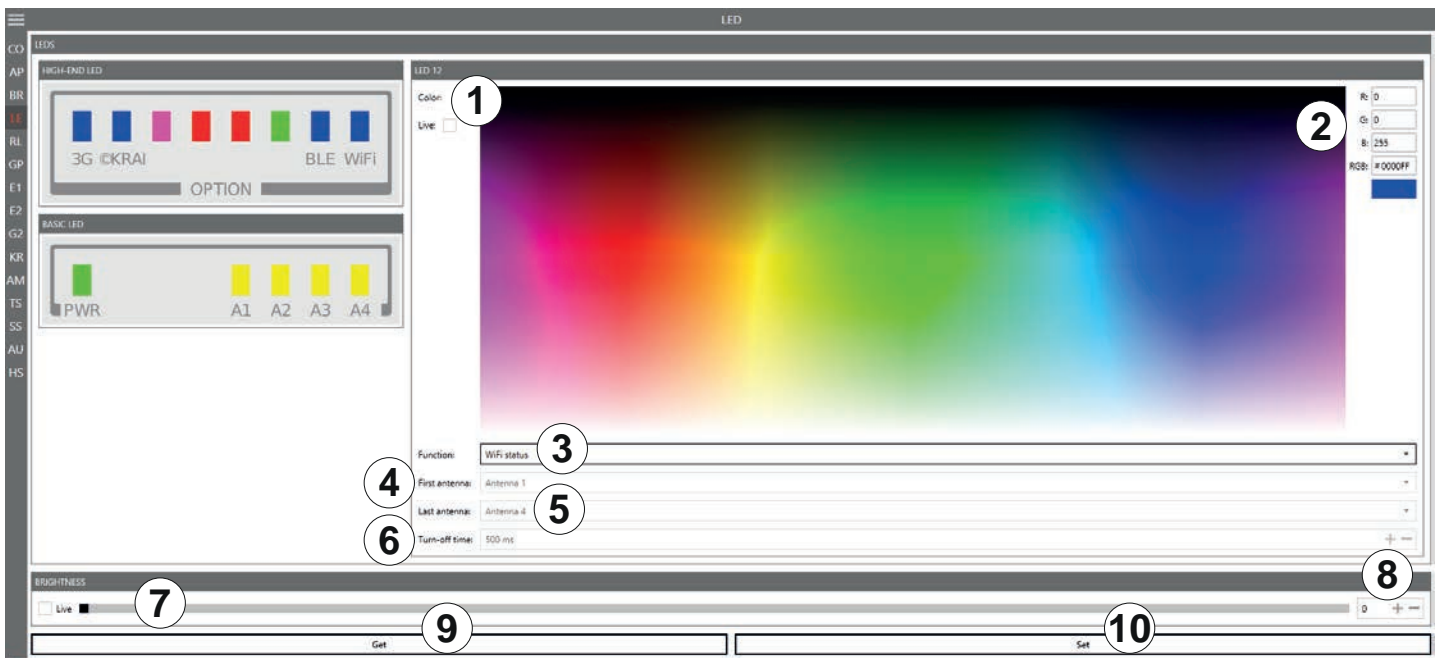 LED
CO
AP
BR
LE
RL
GP
E1
E2
G2
KR
AM
TS
SS
AU
HS
LEDS
HIGH-END LED
3G ©KRAI BLE WiFi
OPTION
BASIC LED
PWR A1 A2 A3 A4
LED 12
Color:
1
Live:
2
R: 0
G: 0
B: 255
RGB: #0000FF
Function: WiFi status
3
4
First antenna: Antenna 1
Last antenna: Antenna 4
5
6
Turn-off time: 500 ms + −
BRIGHTNESS
7
8
Live 0 + −
9
Get
10
Set